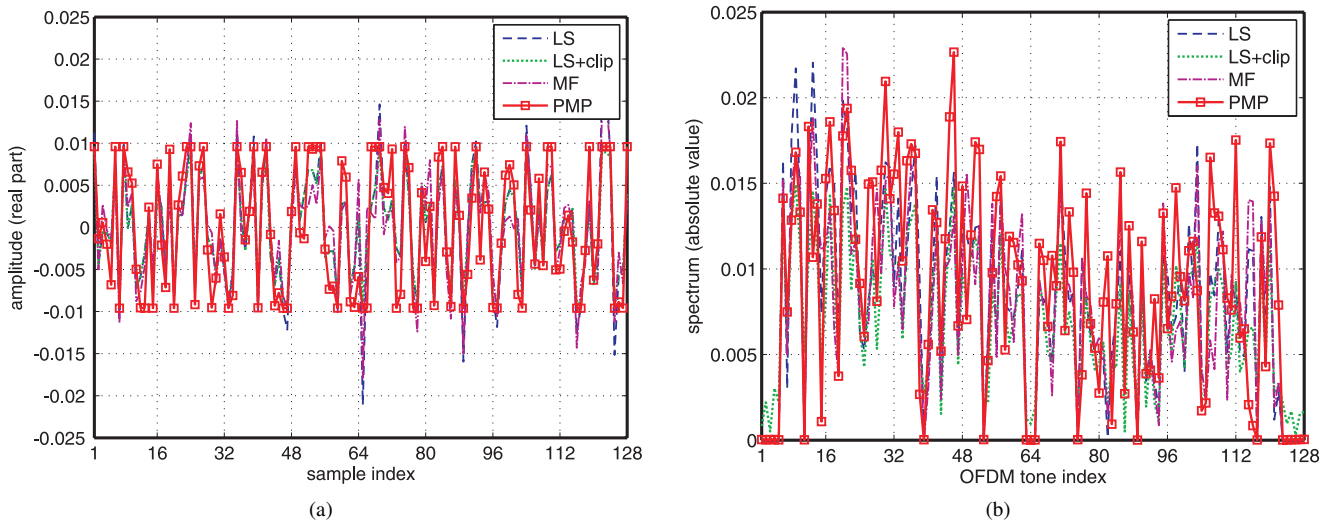 (a)
0.025
0.02
0.015
0.01
0.005
0
-0.005
-0.01
-0.015
-0.02
-0.025
amplitude (real part)
1 16 32 48 64 80 96 112 128
sample index
LS
LS+clip
MF
PMP
(b)
0.025
0.02
0.015
0.01
0.005
0
spectrum (absolute value)
1 16 32 48 64 80 96 112 128
OFDM tone index
LS
LS+clip
MF
PMP